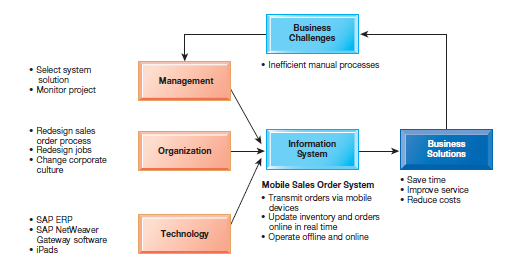 Business
Challenges
• Inefficient manual processes
• Select system
solution
• Monitor project
Management
• Redesign sales
order process
• Redesign jobs
• Change corporate
culture
Organization
Information
System
Business
Solutions
Mobile Sales Order System
• Transmit orders via mobile
devices
• Update inventory and orders
online in real time
• Operate offline and online
• Save time
• Improve service
• Reduce costs
• SAP ERP
• SAP NetWeaver
Gateway software
• iPads
Technology